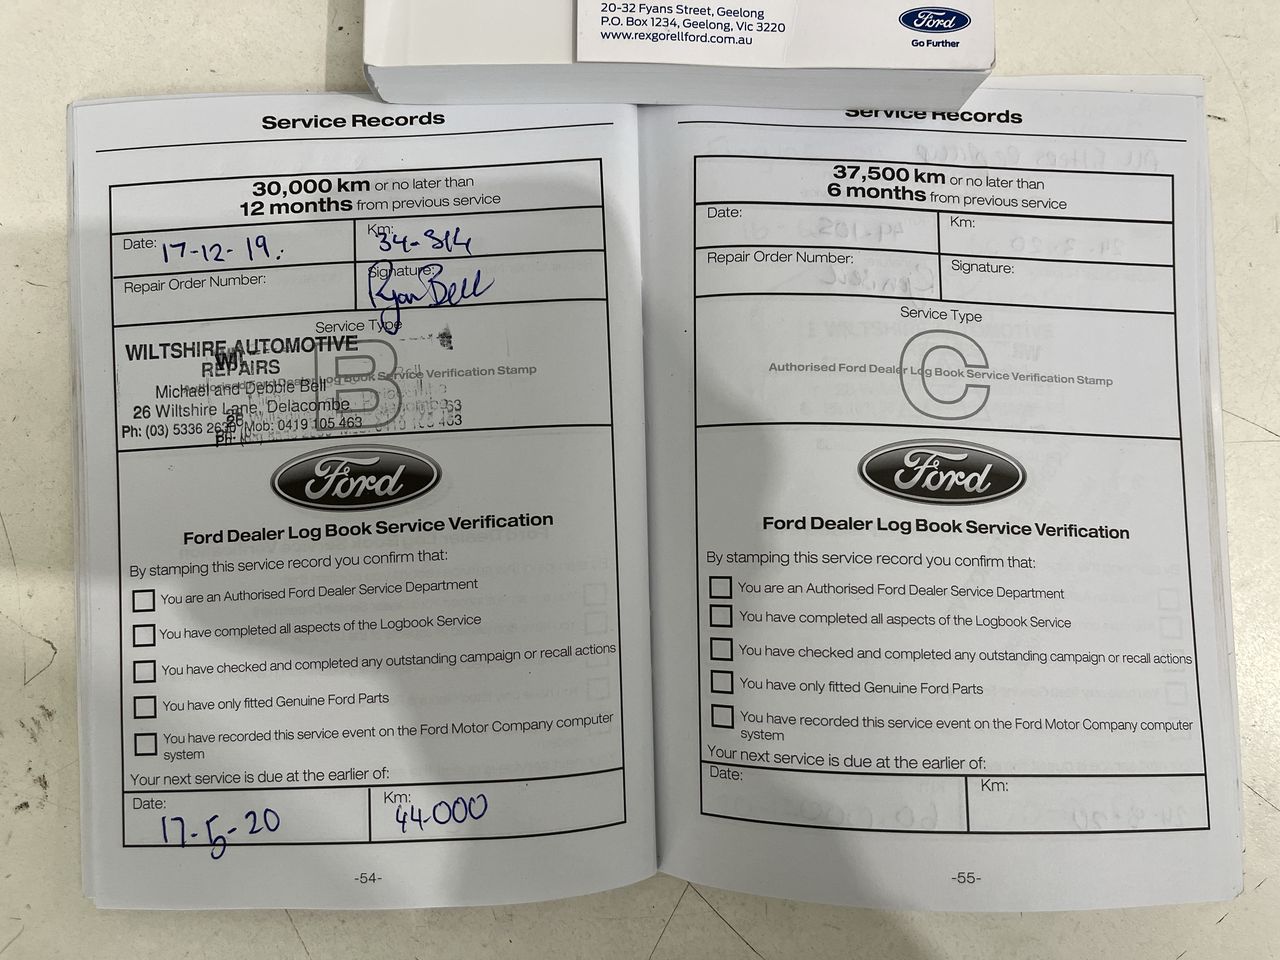 20-32 Fyans Street, Geelong
P.O. Box 1234, Geelong, Vic 3220
www.rexgorellford.com.au
Ford
Go Further
Service Records
30,000 km or no later than
12 months from previous service
Date: 17-12-19.
Km: 34-814
Repair Order Number:
Signature: Ryan Bell
Service Type
B
Authorised Ford Dealer Log Book Service Verification Stamp
WILTSHIRE AUTOMOTIVE
REPAIRS
Michael and Debbie Bell
26 Wiltshire Lane, Delacombe
Ph: (03) 5336 2630 Mob: 0419 105 463
Ford
Ford Dealer Log Book Service Verification
By stamping this service record you confirm that:
You are an Authorised Ford Dealer Service Department
You have completed all aspects of the Logbook Service
You have checked and completed any outstanding campaign or recall actions
You have only fitted Genuine Ford Parts
You have recorded this service event on the Ford Motor Company computer
system
Your next service is due at the earlier of:
Date: 17-5-20
Km: 44-000
-54-
Service Records
37,500 km or no later than
6 months from previous service
Date:
Km:
Repair Order Number:
Signature:
Service Type
C
Authorised Ford Dealer Log Book Service Verification Stamp
Ford
Ford Dealer Log Book Service Verification
By stamping this service record you confirm that:
You are an Authorised Ford Dealer Service Department
You have completed all aspects of the Logbook Service
You have checked and completed any outstanding campaign or recall actions
You have only fitted Genuine Ford Parts
You have recorded this service event on the Ford Motor Company computer
system
Your next service is due at the earlier of:
Date:
Km:
-55-